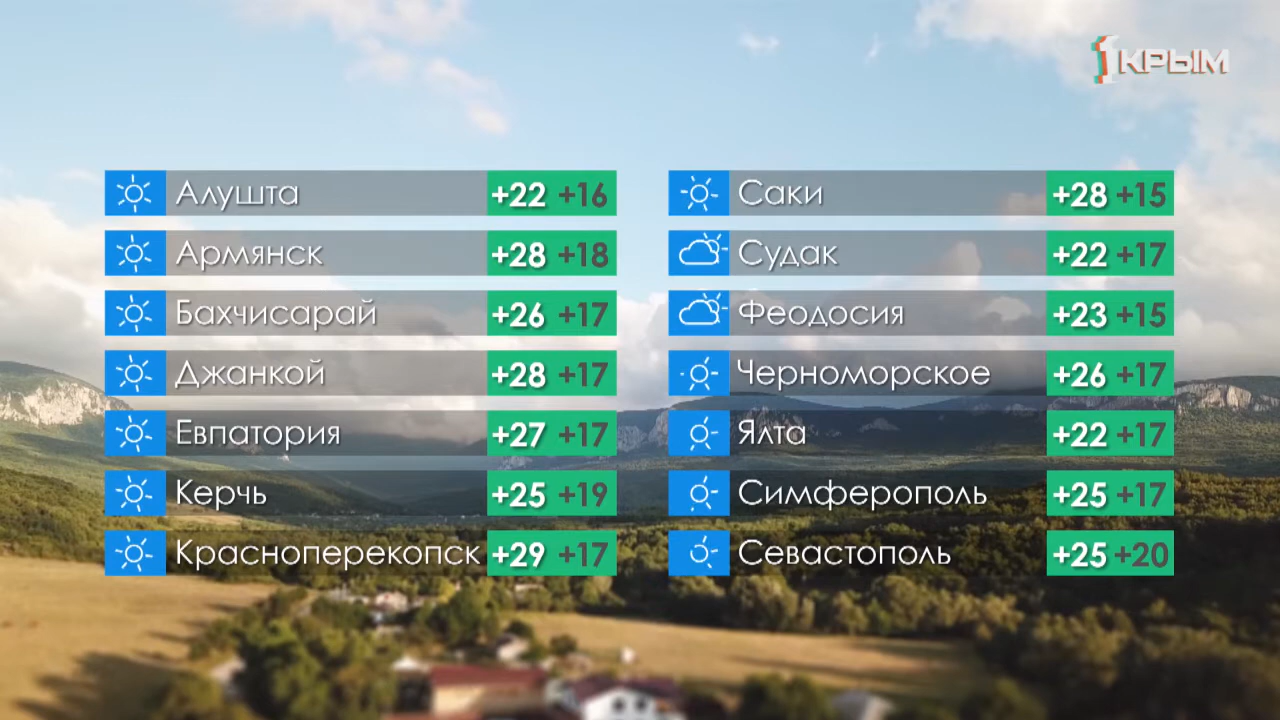 1 КРЫМ
Алушта +22 +16
Армянск +28 +18
Бахчисарай +26 +17
Джанкой +28 +17
Евпатория +27 +17
Керчь +25 +19
Красноперекопск +29 +17
Саки +28 +15
Судак +22 +17
Феодосия +23 +15
Черноморское +26 +17
Ялта +22 +17
Симферополь +25 +17
Севастополь +25 +20